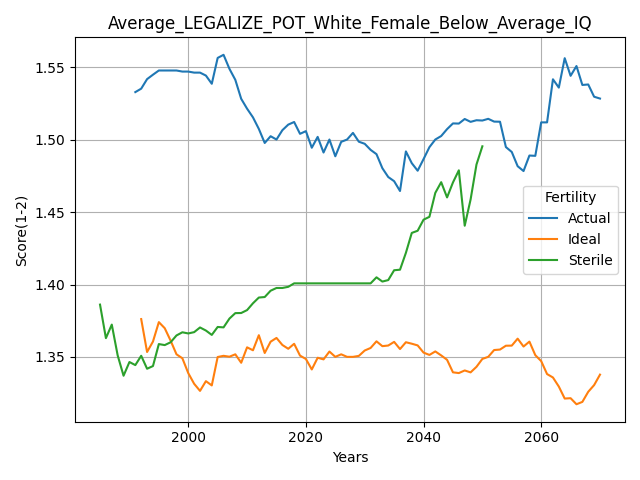 Average_LEGALIZE_POT_White_Female_Below_Average_IQ
Score(1-2)
1.55
1.50
1.45
1.40
1.35
Fertility
Actual
Ideal
Sterile
2000 2020 2040 2060
Years